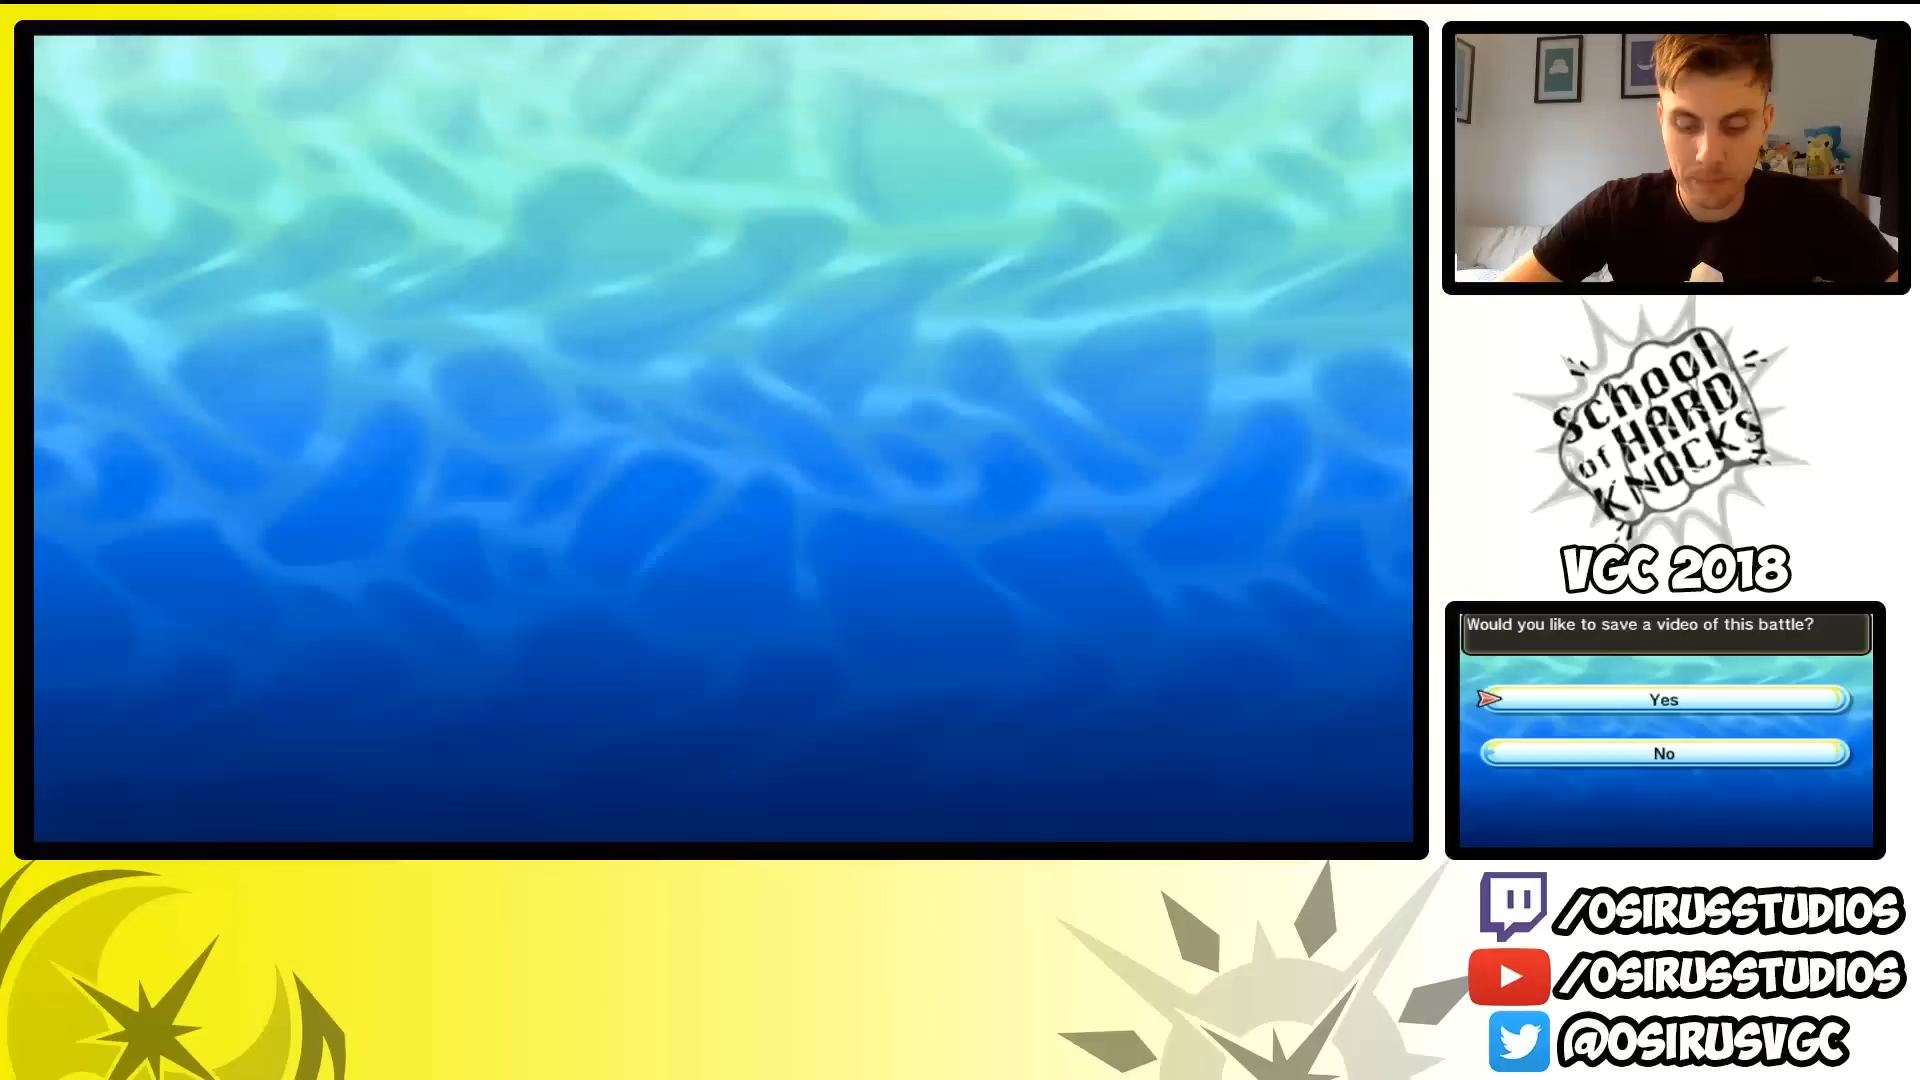 School
of HARD
KNOCKS
VGC 2018
Would you like to save a video of this battle?
Yes
No
/OSIRUSSTUDIOS
/OSIRUSSTUDIOS
@OSIRUSVGC